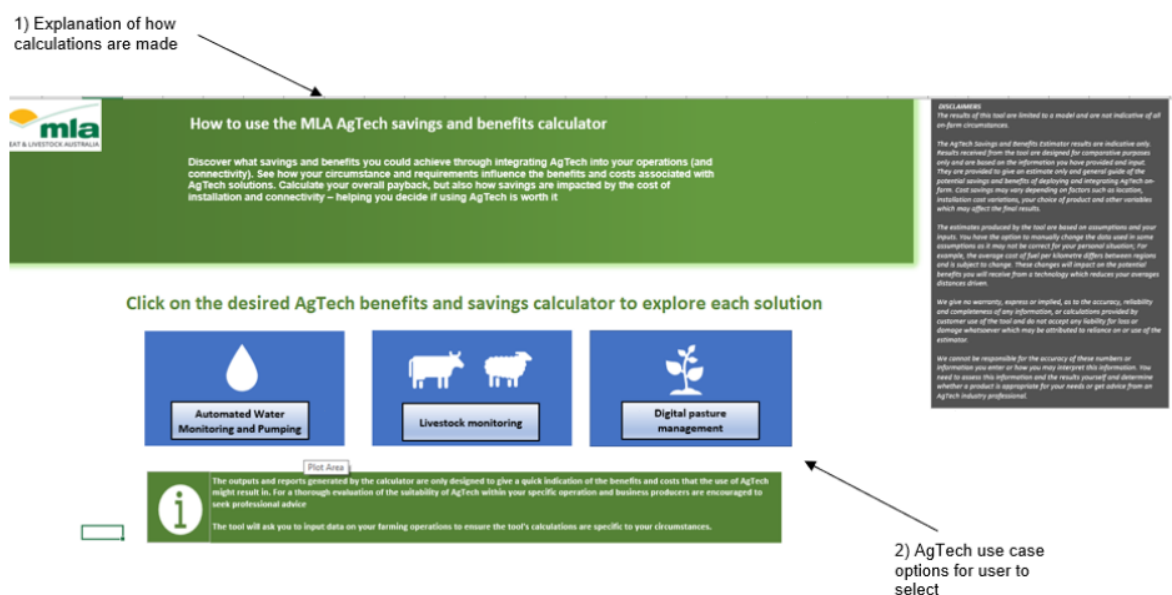 1) Explanation of how
calculations are made
mla
EAT & LIVESTOCK AUSTRALIA
How to use the MLA AgTech savings and benefits calculator
Discover what savings and benefits you could achieve through integrating AgTech into your operations (and
connectivity). See how your circumstance and requirements influence the benefits and costs associated with
AgTech solutions. Calculate your overall payback, but also how savings are impacted by the cost of
installation and connectivity – helping you decide if using AgTech is worth it
DISCLAIMERS
The results of this tool are limited to a model and are not indicative of all
on-farm circumstances.
The AgTech Savings and Benefits Estimator results are indicative only.
Results received from the tool are designed for comparative purposes
only and are based on the information you have provided and input.
They are provided to give an estimate only and general guide of the
potential savings and benefits of deploying and integrating AgTech on-
farm. Cost savings may vary depending on factors such as location,
installation cost variations, your choice of product and other variables
which may affect the final results.
The estimates produced by the tool are based on assumptions and your
inputs. You have the option to manually change the data used in some
assumptions as it may not be correct for your personal situation; For
example, the average cost of fuel per kilometre differs between regions
and is subject to change. These changes will impact on the potential
benefits you will receive from a technology which reduces your averages
distances driven.
We give no warranty, express or implied, as to the accuracy, reliability
and completeness of any information, or calculations provided by
customer use of the tool and do not accept any liability for loss or
damage whatsoever which may be attributed to reliance on or use of the
estimator.
We cannot be responsible for the accuracy of these numbers or
information you enter or how you may interpret this information. You
need to assess this information and the results yourself and determine
whether a product is appropriate for your needs or get advice from an
AgTech industry professional.
Click on the desired AgTech benefits and savings calculator to explore each solution
Automated Water
Monitoring and Pumping
Livestock monitoring
Digital pasture
management
Plot Area
The outputs and reports generated by the calculator are only designed to give a quick indication of the benefits and costs that the use of AgTech
might result in. For a thorough evaluation of the suitability of AgTech within your specific operation and business producers are encouraged to
seek professional advice
The tool will ask you to input data on your farming operations to ensure the tool's calculations are specific to your circumstances.
2) AgTech use case
options for user to
select